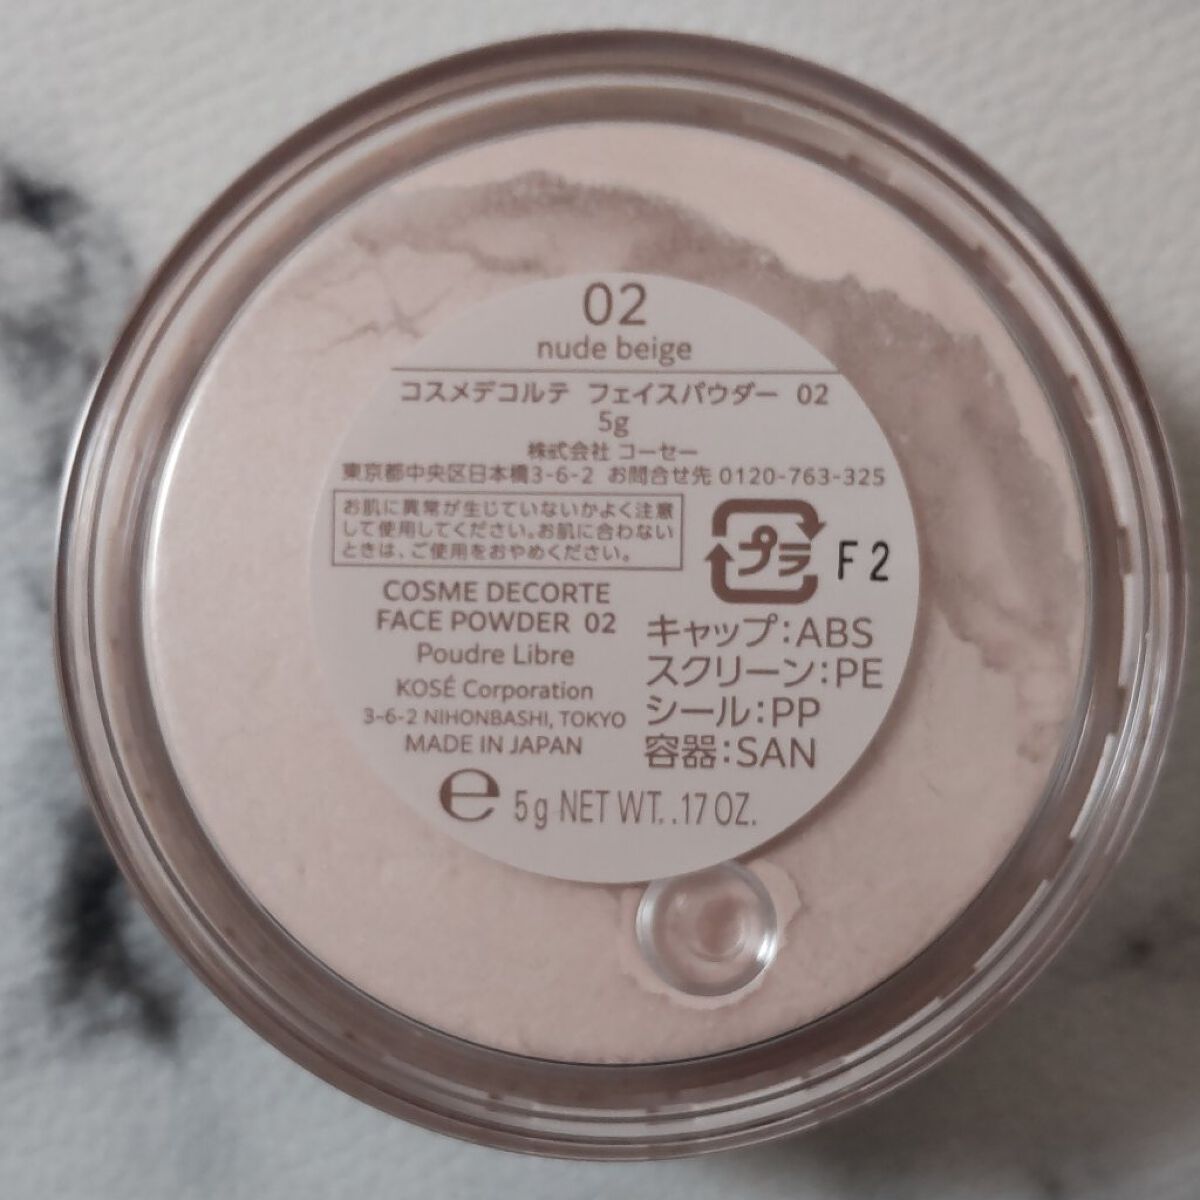 02
nude beige
コスメデコルテ フェイスパウダー 02
5g
株式会社 コーセー
東京都中央区日本橋3-6-2 お問合せ先 0120-763-325
お肌に異常が生じていないかよく注意
して使用してください。お肌に合わない
ときは、ご使用をおやめください。
プラ
F 2
COSME DECORTE
FACE POWDER 02
Poudre Libre
KOSÉ Corporation
3-6-2 NIHONBASHI, TOKYO
MADE IN JAPAN
キャップ:ABS
スクリーン:PE
シール:PP
容器:SAN
e 5g NET WT. .17 OZ.